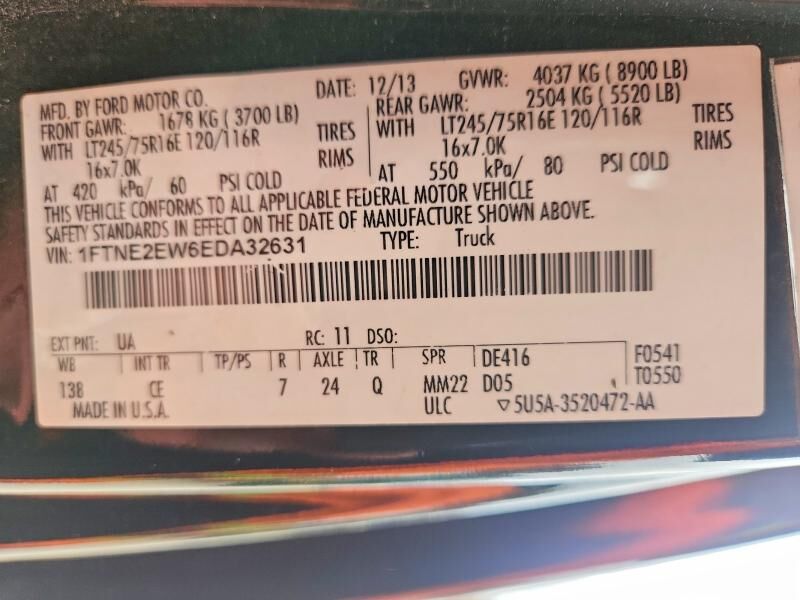 MFD. BY FORD MOTOR CO. DATE: 12/13 GVWR: 4037 KG ( 8900 LB)
FRONT GAWR: 1678 KG ( 3700 LB) REAR GAWR: 2504 KG ( 5520 LB)
WITH LT245/75R16E 120/116R TIRES WITH LT245/75R16E 120/116R TIRES
16x7.0K RIMS 16x7.0K RIMS
AT 420 kPa/ 60 PSI COLD AT 550 kPa/ 80 PSI COLD
THIS VEHICLE CONFORMS TO ALL APPLICABLE FEDERAL MOTOR VEHICLE
SAFETY STANDARDS IN EFFECT ON THE DATE OF MANUFACTURE SHOWN ABOVE.
VIN: 1FTNE2EW6EDA32631 TYPE: Truck
EXT PNT: UA RC: 11 DSO:
WB INT TR TP/PS R AXLE TR SPR DE416 F0541
138 CE 7 24 Q MM22 D05 T0550
MADE IN U.S.A. ULC ▽5U5A-3520472-AA